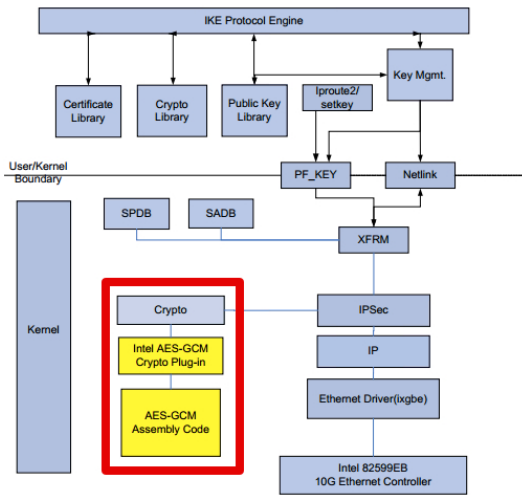 IKE Protocol Engine
Certificate
Library
Crypto
Library
Public Key
Library
Iproute2/
setkey
Key Mgmt.
User/Kernel
Boundary
PF_KEY
Netlink
SPDB
SADB
XFRM
Kernel
Crypto
IPSec
Intel AES-GCM
Crypto Plug-in
IP
AES-GCM
Assembly Code
Ethernet Driver(ixgbe)
Intel 82599EB
10G Ethernet Controller